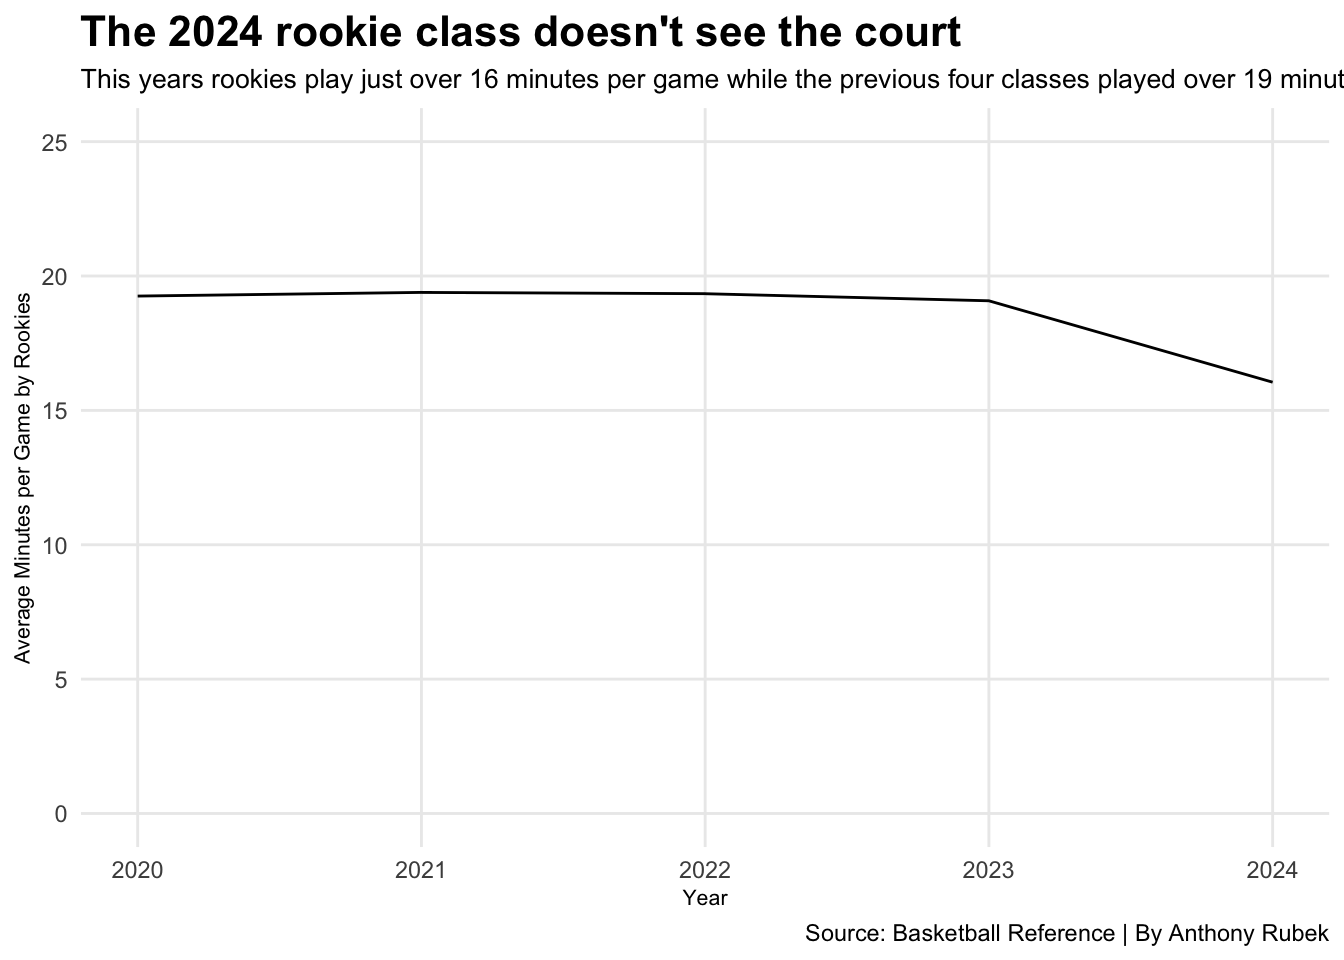 The 2024 rookie class doesn't see the court
This years rookies play just over 16 minutes per game while the previous four classes played over 19 minut
25
20
15
10
5
0
Average Minutes per Game by Rookies
2020 2021 2022 2023 2024
Year
Source: Basketball Reference | By Anthony Rubek